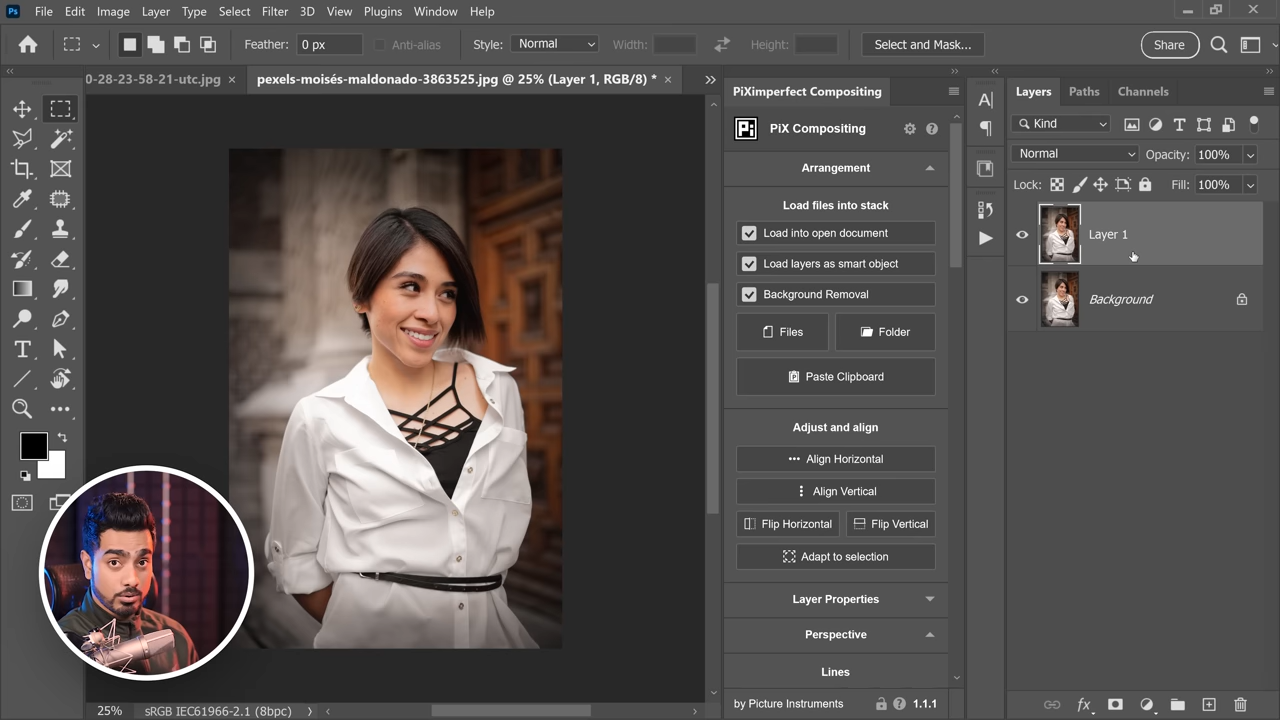 Ps File Edit Image Layer Type Select Filter 3D View Plugins Window Help
Feather: 0 px Anti-alias Style: Normal Width: Height: Select and Mask... Share
0-28-23-58-21-utc.jpg × pexels-moisés-maldonado-3863525.jpg @ 25% (Layer 1, RGB/8) * ×
PiXimperfect Compositing
Pi PiX Compositing
Arrangement
Load files into stack
Load into open document
Load layers as smart object
Background Removal
Files Folder
Paste Clipboard
Adjust and align
Align Horizontal
Align Vertical
Flip Horizontal Flip Vertical
Adapt to selection
Layer Properties
Perspective
Lines
by Picture Instruments 1.1.1
Layers Paths Channels
Kind
Normal Opacity: 100%
Lock: Fill: 100%
Layer 1
Background
fx
25% sRGB IEC61966-2.1 (8bpc)